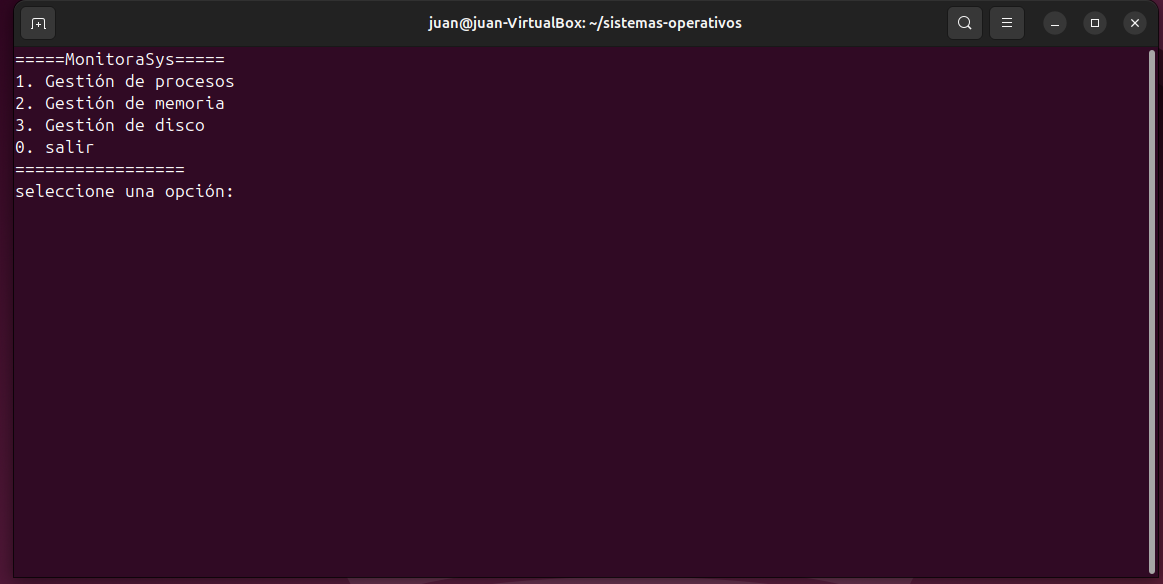 juan@juan-VirtualBox: ~/sistemas-operativos
=====MonitoraSys=====
1. Gestión de procesos
2. Gestión de memoria
3. Gestión de disco
0. salir
=================
seleccione una opción: